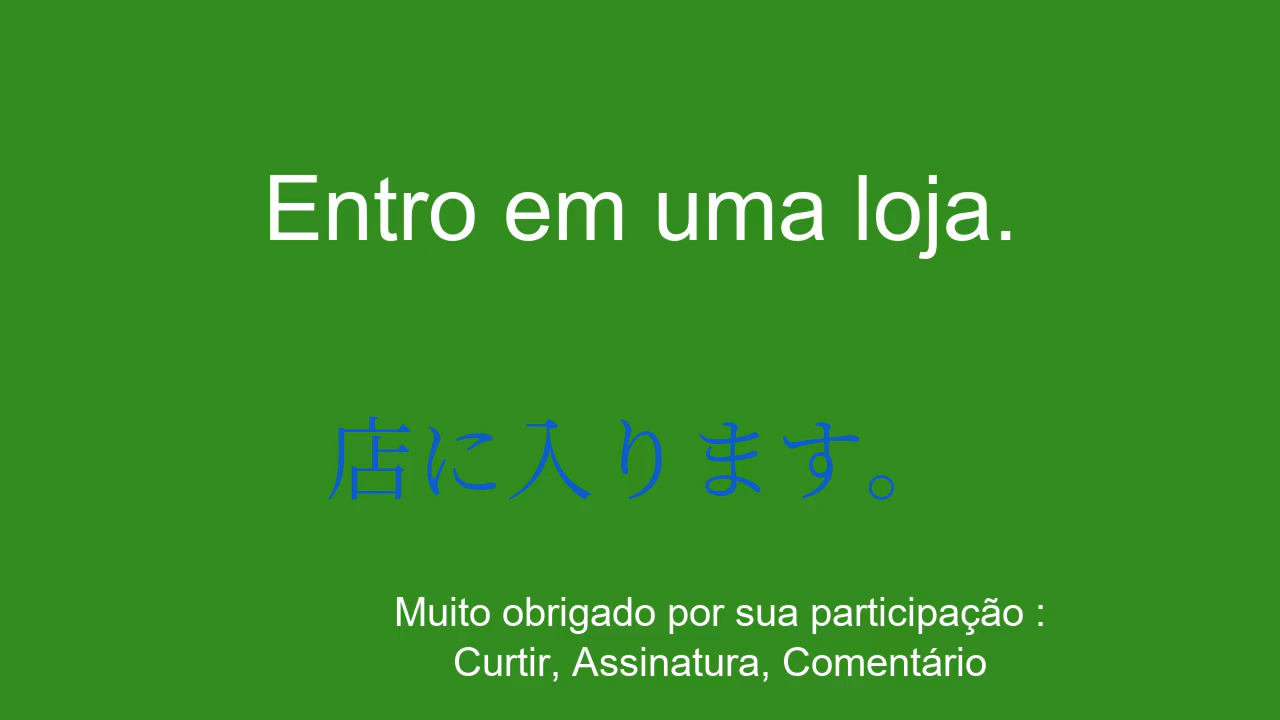 Entro em uma loja.
店に入ります。
Muito obrigado por sua participação :
Curtir, Assinatura, Comentário